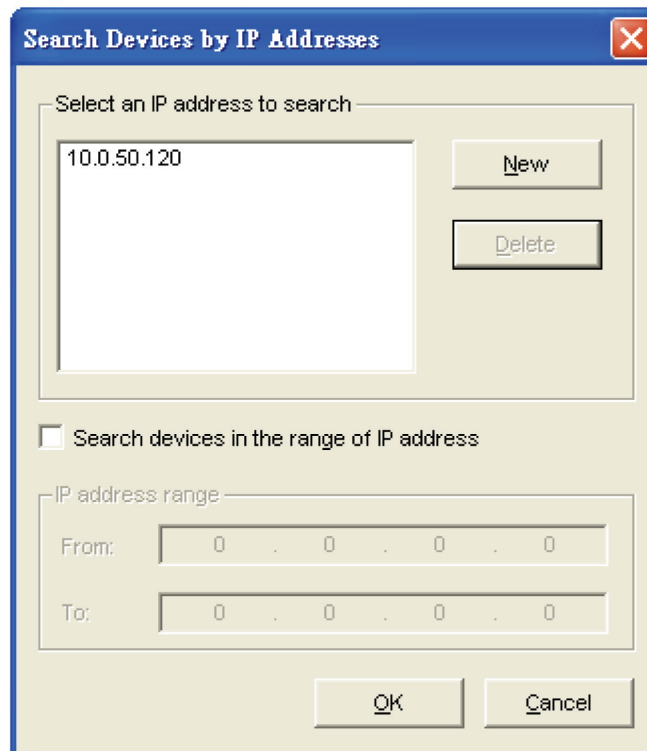 Search Devices by IP Addresses
Select an IP address to search
10.0.50.120
New
Delete
Search devices in the range of IP address
IP address range
From: 0 . 0 . 0 . 0
To: 0 . 0 . 0 . 0
OK Cancel